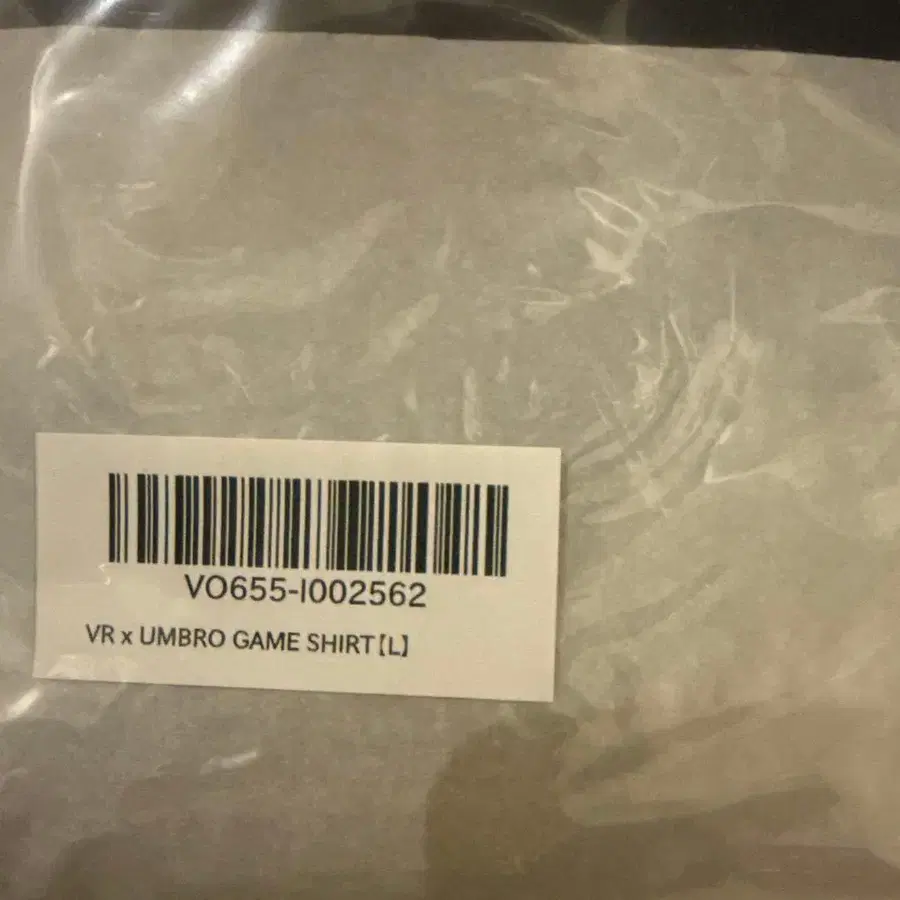 VO655-I002562
VR x UMBRO GAME SHIRT【L】